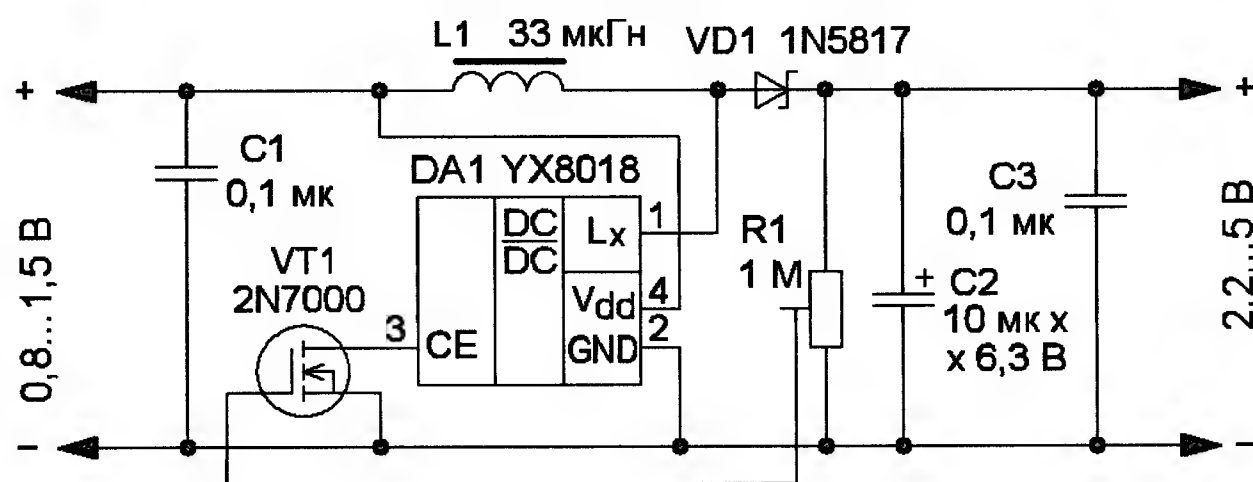 L1 33 мкГн
VD1 1N5817
+
+
C1
0,1 мк
DA1 YX8018
DC
DC
Lx
1
Vdd
4
GND
2
CE
3
VT1
2N7000
R1
1 М
C2
+
10 мк х
х 6,3 В
C3
0,1 мк
0,8...1,5 В
2,2...5 В
–
–